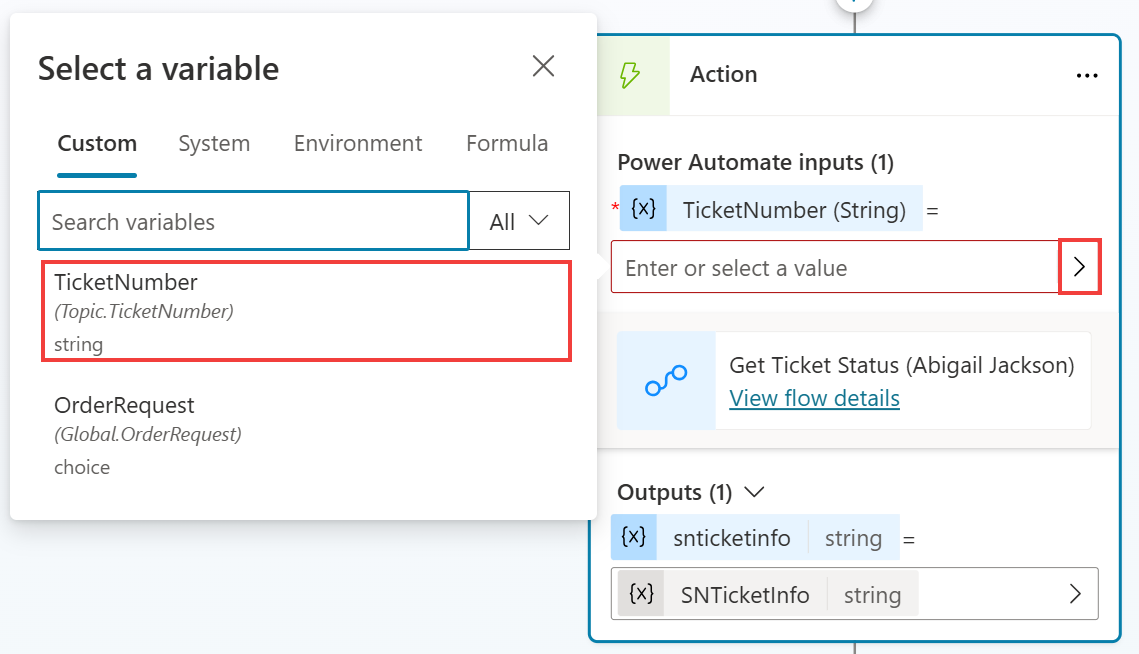 Select a variable
Custom System Environment Formula
Search variables All
TicketNumber
(Topic.TicketNumber)
string
OrderRequest
(Global.OrderRequest)
choice
Action
Power Automate inputs (1)
* {x} TicketNumber (String) =
Enter or select a value
Get Ticket Status (Abigail Jackson)
View flow details
Outputs (1)
{x} snticketinfo string =
{x} SNTicketInfo string